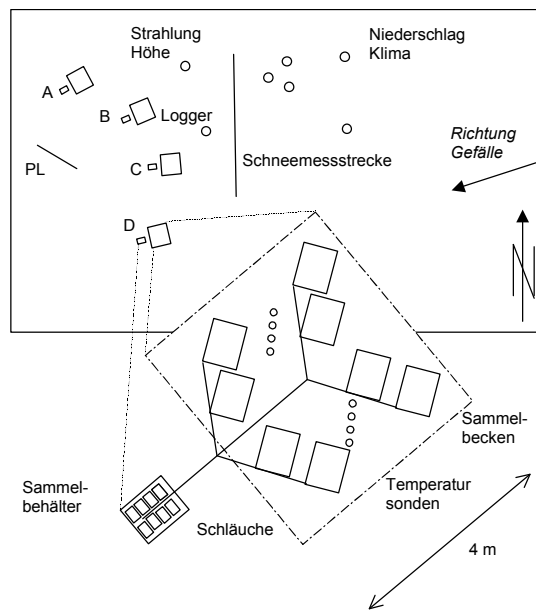 Strahlung
Höhe
Niederschlag
Klima
A
B
Logger
Richtung
Gefälle
PL
C
Schneemessstrecke
D
N
Sammel-
becken
Sammel-
behälter
Temperatur
sonden
Schläuche
4 m